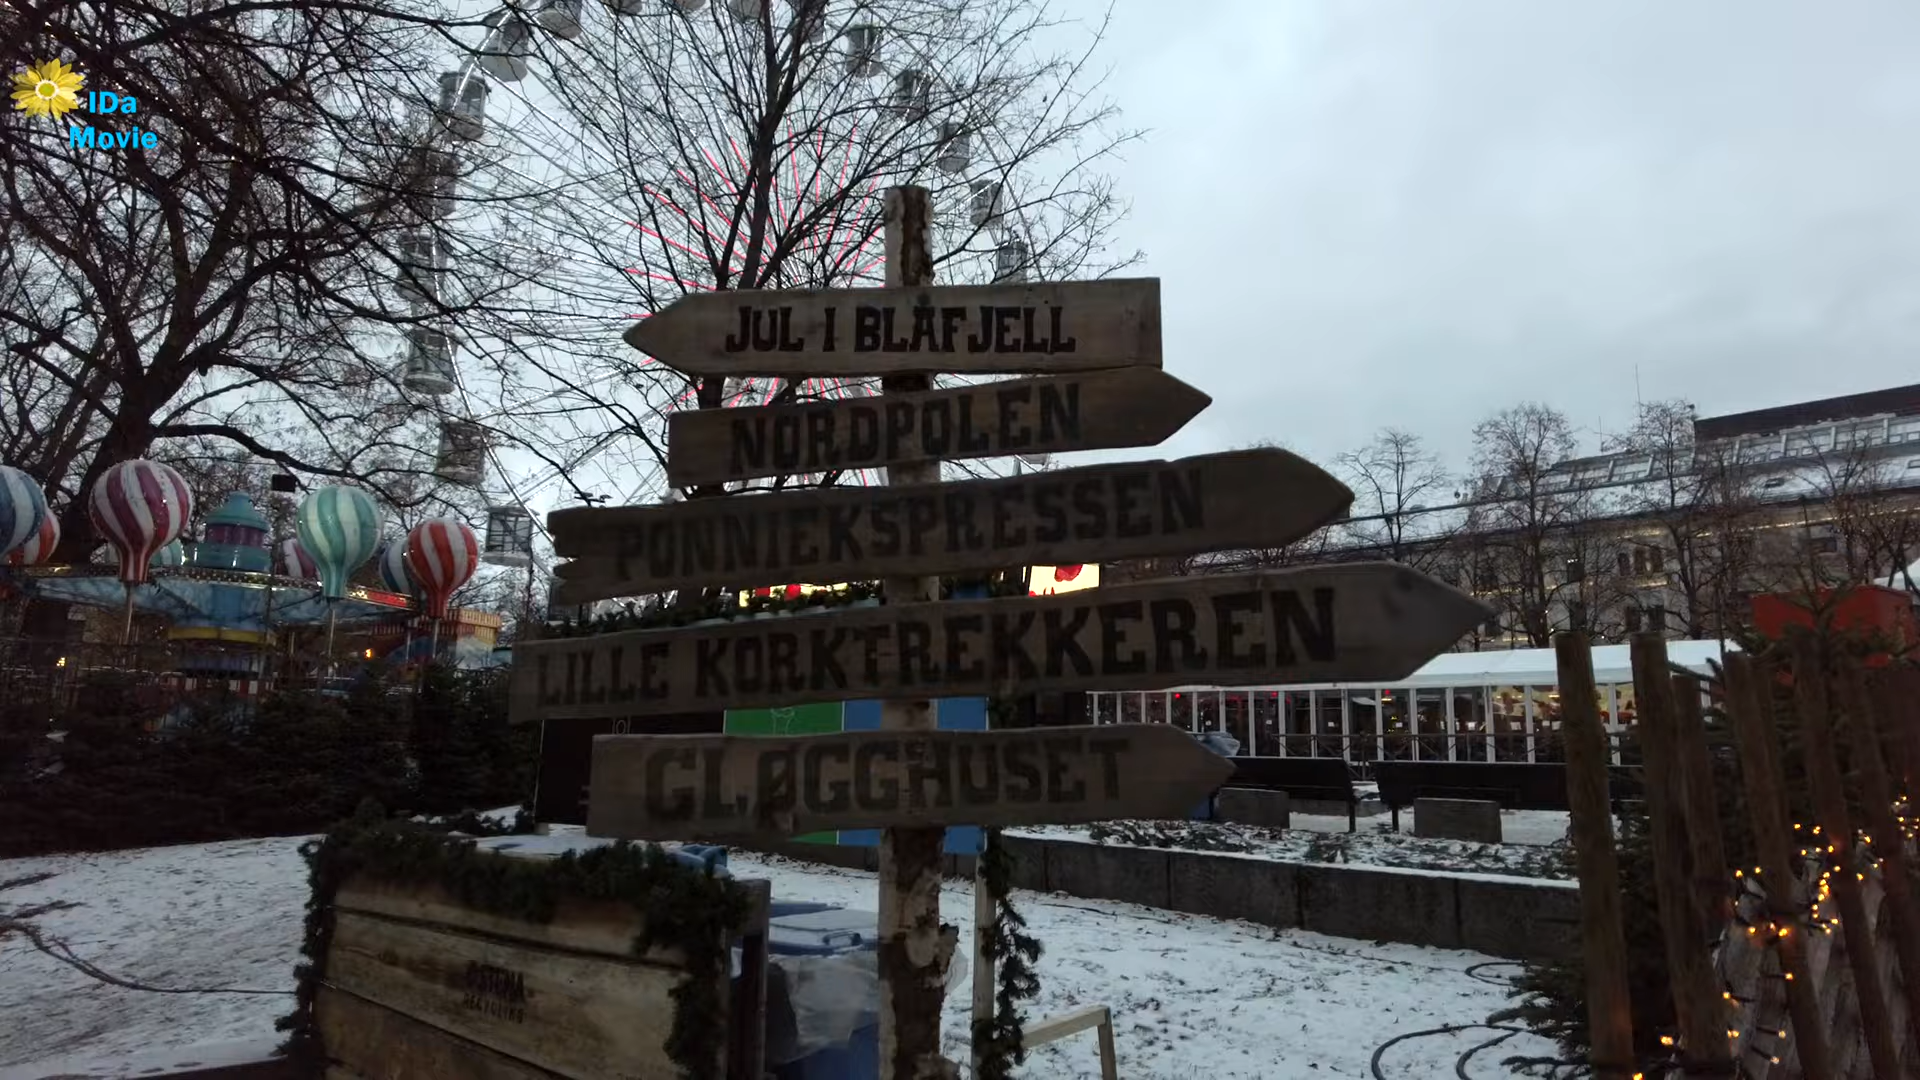 IDa
Movie
JUL I BLÅFJELL
NORDPOLEN
PONNIEKSPRESSEN
LILLE KORKTREKKEREN
GLØGGHUSET